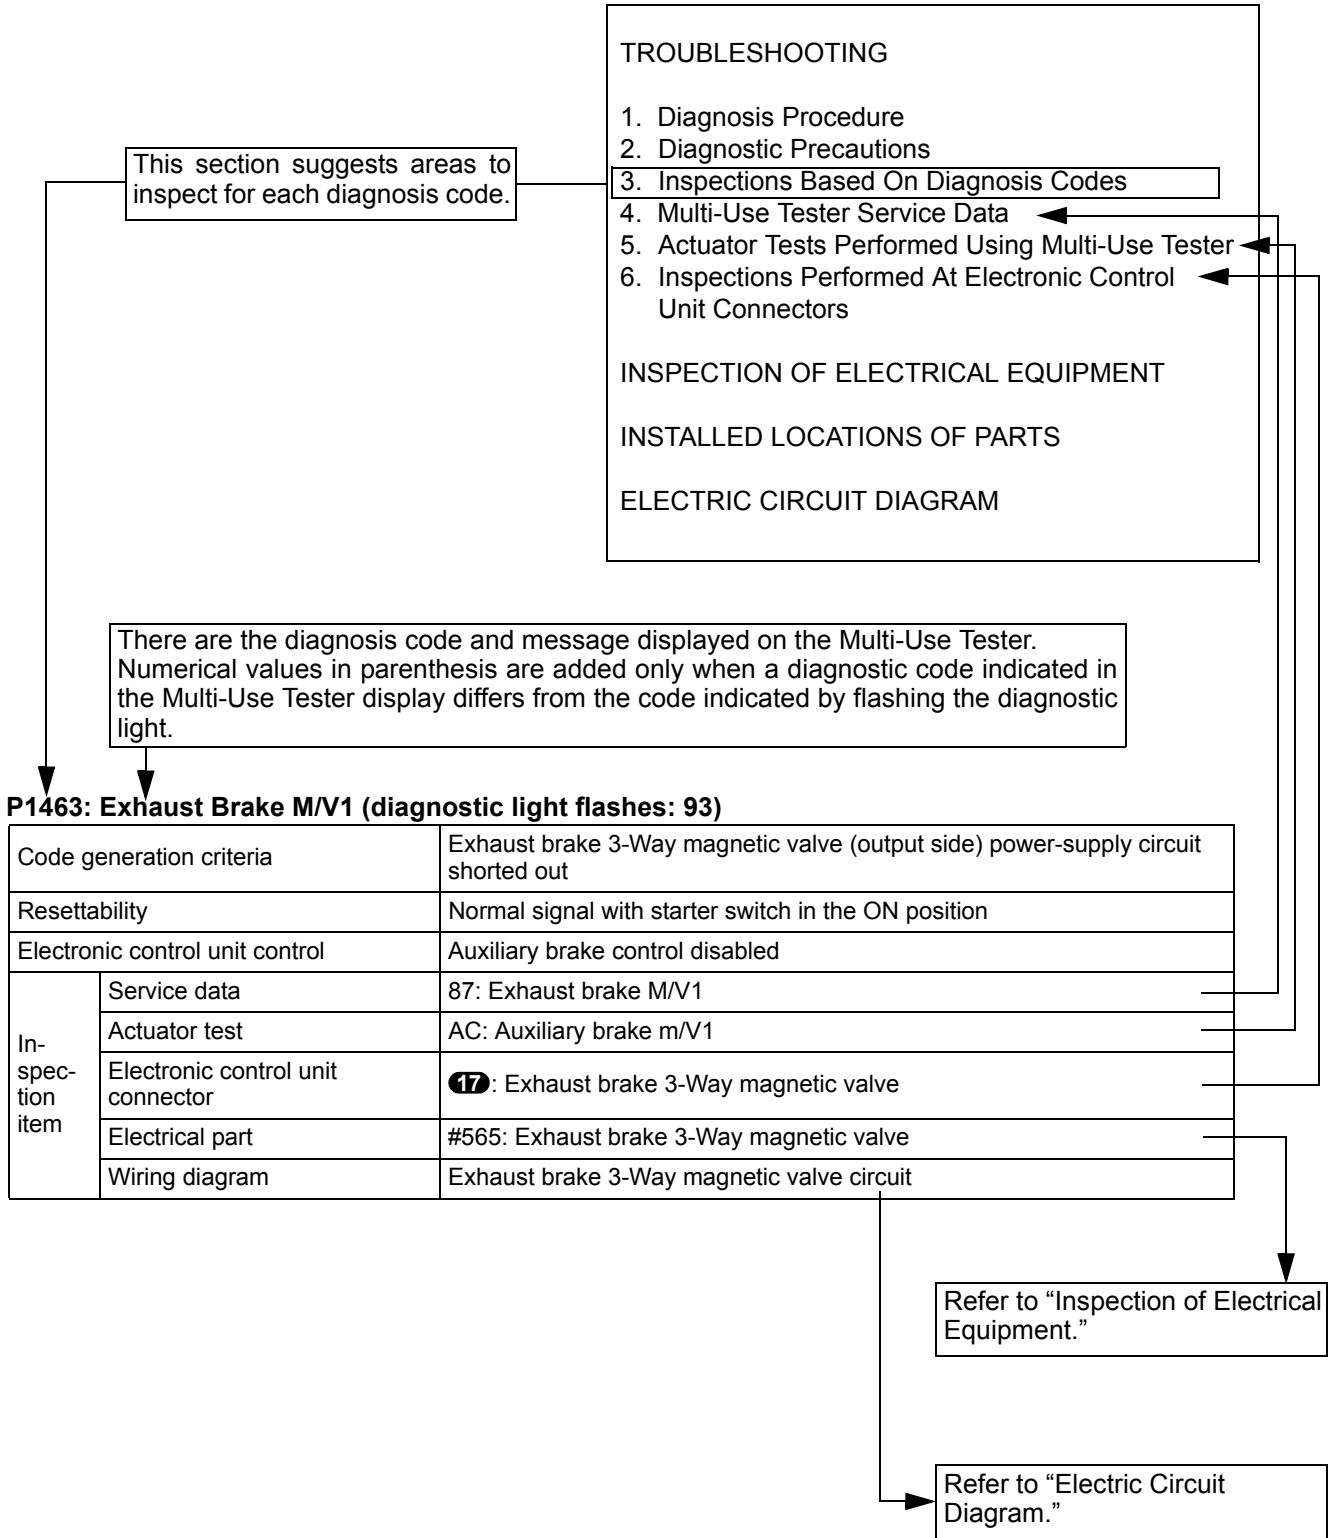 TROUBLESHOOTING
1. Diagnosis Procedure
2. Diagnostic Precautions
3. Inspections Based On Diagnosis Codes
4. Multi-Use Tester Service Data
5. Actuator Tests Performed Using Multi-Use Tester
6. Inspections Performed At Electronic Control
Unit Connectors
INSPECTION OF ELECTRICAL EQUIPMENT
INSTALLED LOCATIONS OF PARTS
ELECTRIC CIRCUIT DIAGRAM
This section suggests areas to
inspect for each diagnosis code.
There are the diagnosis code and message displayed on the Multi-Use Tester.
Numerical values in parenthesis are added only when a diagnostic code indicated in
the Multi-Use Tester display differs from the code indicated by flashing the diagnostic
light.
P1463: Exhaust Brake M/V1 (diagnostic light flashes: 93)
Code generation criteria
Exhaust brake 3-Way magnetic valve (output side) power-supply circuit
shorted out
Resettability
Normal signal with starter switch in the ON position
Electronic control unit control
Auxiliary brake control disabled
In-
spec-
tion
item
Service data
87: Exhaust brake M/V1
Actuator test
AC: Auxiliary brake m/V1
Electronic control unit
connector
17: Exhaust brake 3-Way magnetic valve
Electrical part
#565: Exhaust brake 3-Way magnetic valve
Wiring diagram
Exhaust brake 3-Way magnetic valve circuit
Refer to “Inspection of Electrical
Equipment.”
Refer to “Electric Circuit
Diagram.”